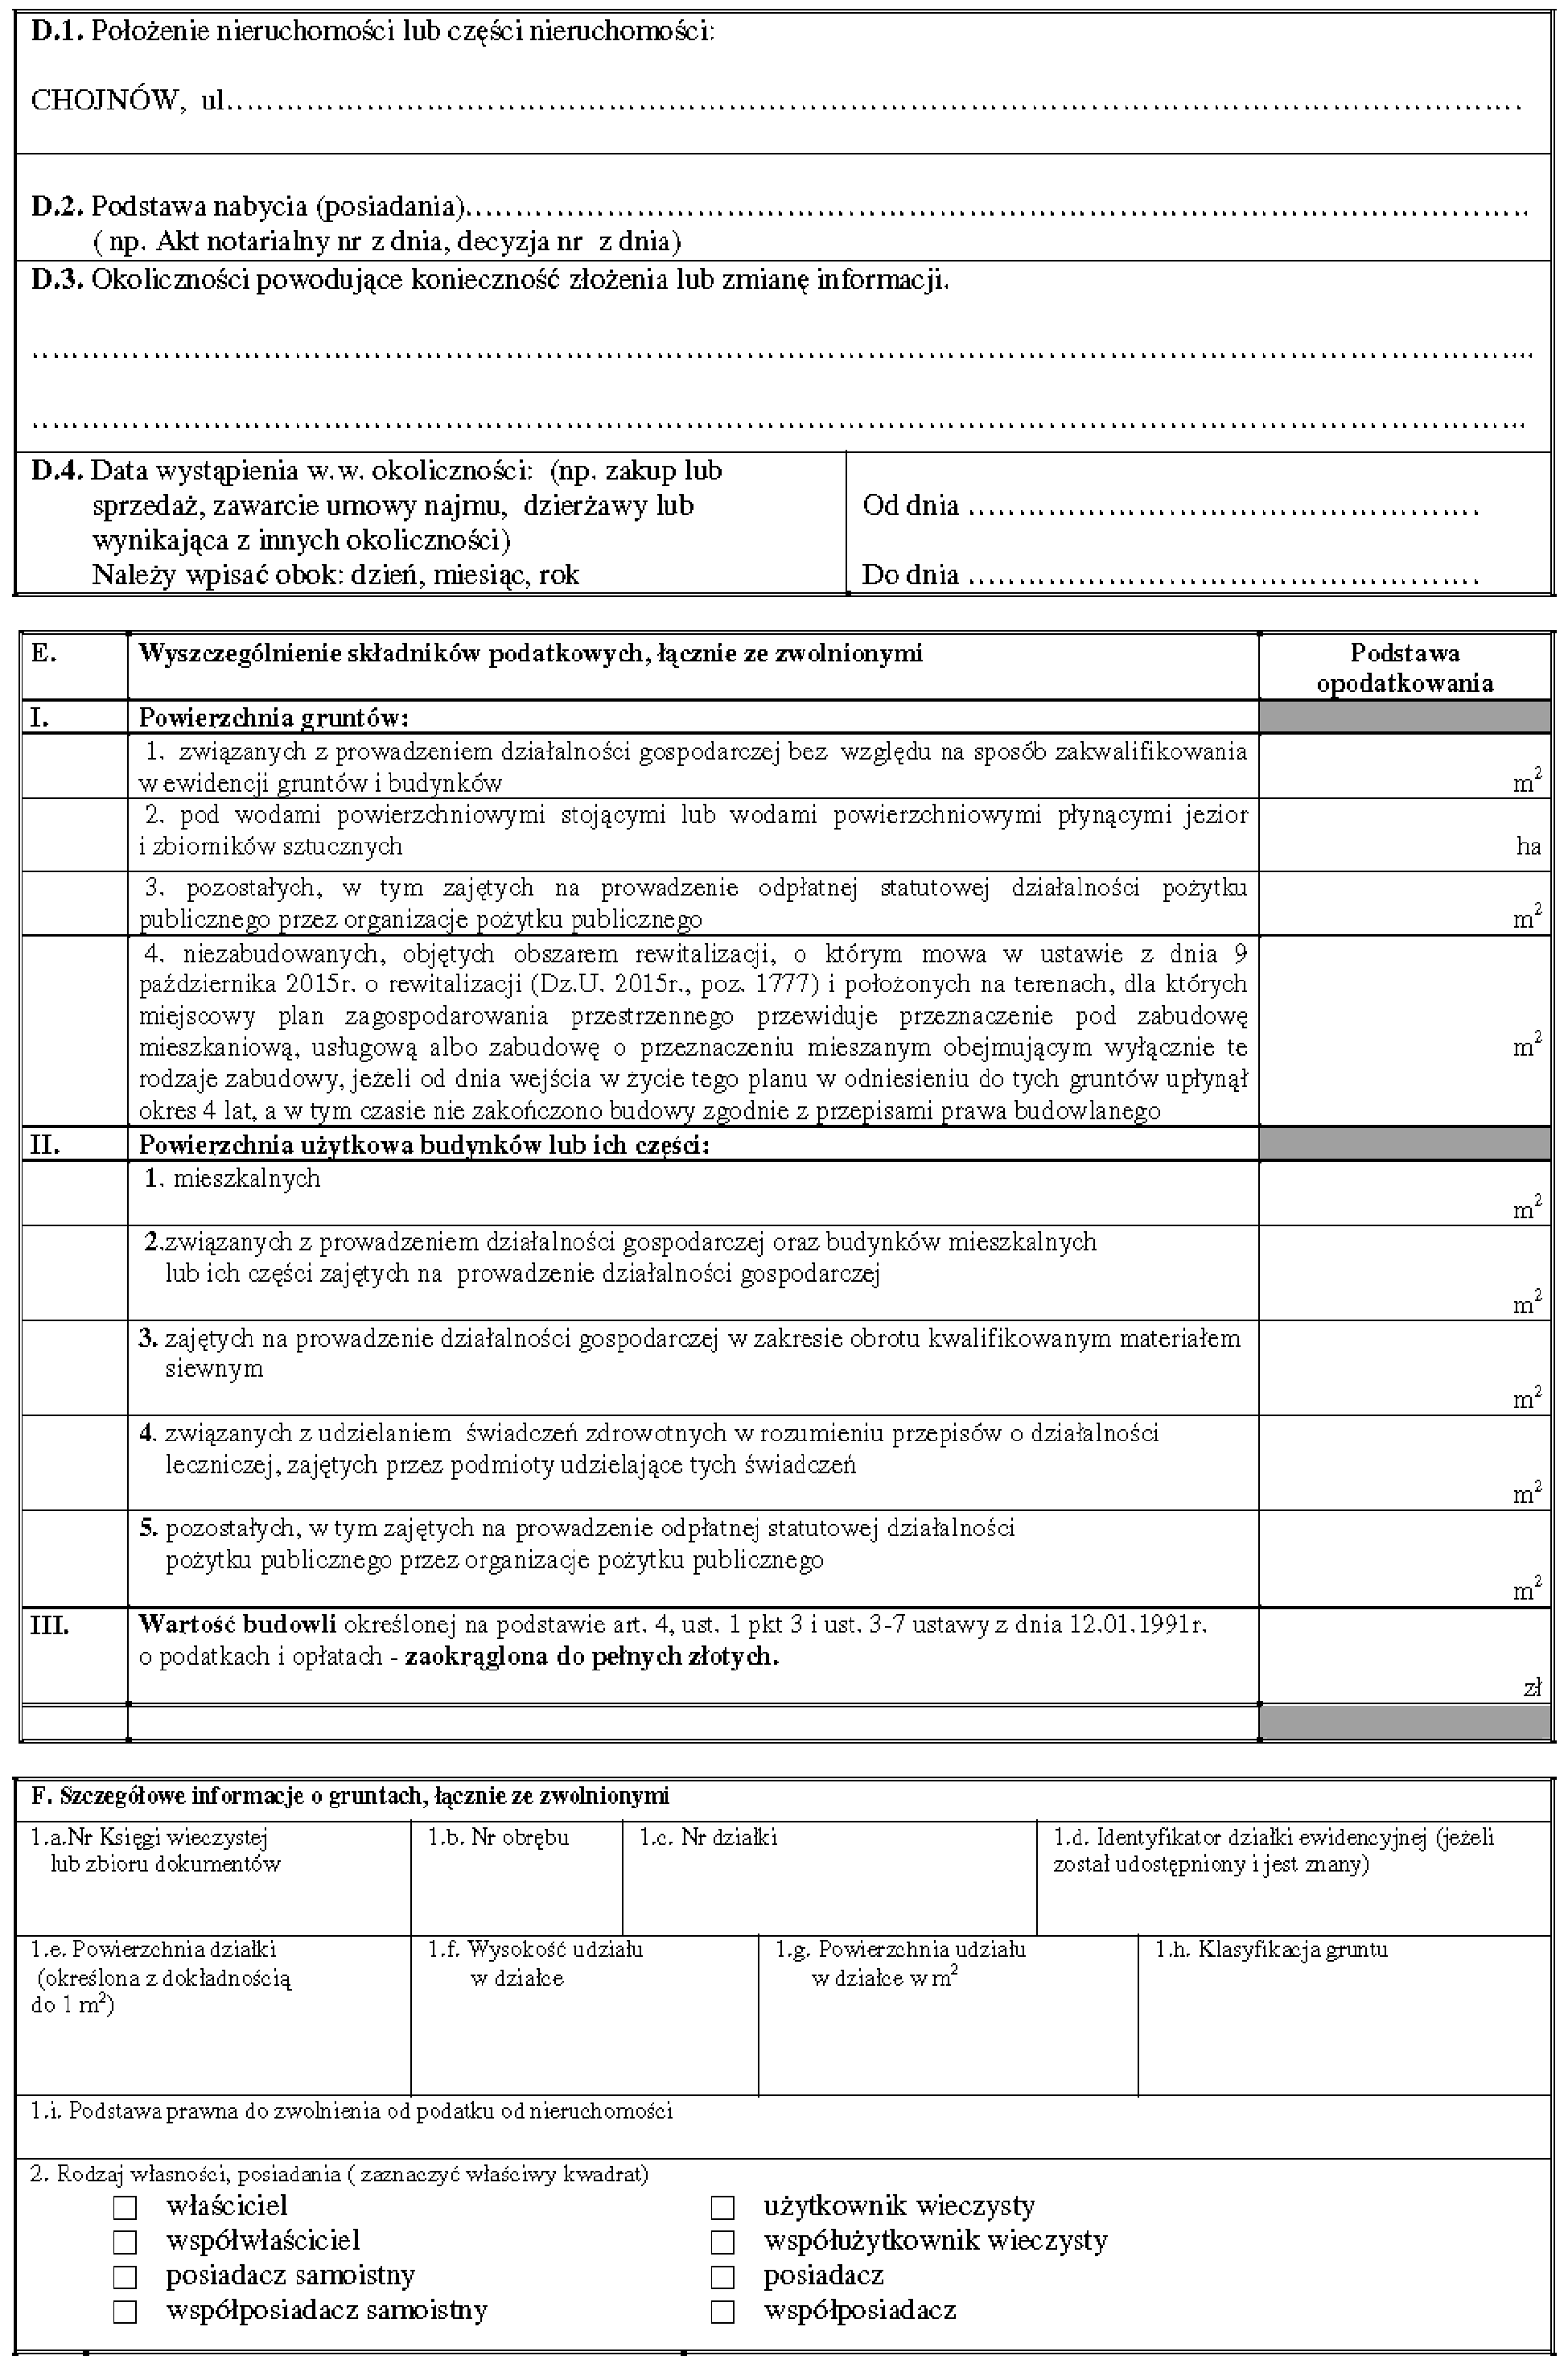 D.1. Położenie nieruchomości lub części nieruchomości:
CHOJNÓW, ul.......................................................................................................................
D.2. Podstawa nabycia (posiadania)..............................................................................................
( np. Akt notarialny nr z dnia, decyzja nr z dnia)
D.3. Okoliczności powodujące konieczność złożenia lub zmianę informacji.
........................................................................................................................................
........................................................................................................................................
D.4. Data wystąpienia w.w. okoliczności: (np. zakup lub
sprzedaż, zawarcie umowy najmu, dzierżawy lub
wynikająca z innych okoliczności)
Należy wpisać obok: dzień, miesiąc, rok
Od dnia ..............................................
Do dnia ..............................................
E. Wyszczególnienie składników podatkowych, łącznie ze zwolnionymi
Podstawa
opodatkowania
I. Powierzchnia gruntów:
1. związanych z prowadzeniem działalności gospodarczej bez względu na sposób zakwalifikowania
w ewidencji gruntów i budynków
m²
2. pod wodami powierzchniowymi stojącymi lub wodami powierzchniowymi płynącymi jezior
i zbiorników sztucznych
ha
3. pozostałych, w tym zajętych na prowadzenie odpłatnej statutowej działalności pożytku
publicznego przez organizacje pożytku publicznego
m²
4. niezabudowanych, objętych obszarem rewitalizacji, o którym mowa w ustawie z dnia 9
października 2015r. o rewitalizacji (Dz.U. 2015r., poz. 1777) i położonych na terenach, dla których
miejscowy plan zagospodarowania przestrzennego przewiduje przeznaczenie pod zabudowę
mieszkaniową, usługową albo zabudowę o przeznaczeniu mieszanym obejmującym wyłącznie te
rodzaje zabudowy, jeżeli od dnia wejścia w życie tego planu w odniesieniu do tych gruntów upłynął
okres 4 lat, a w tym czasie nie zakończono budowy zgodnie z przepisami prawa budowlanego
m²
II. Powierzchnia użytkowa budynków lub ich części:
1. mieszkalnych
m²
2.związanych z prowadzeniem działalności gospodarczej oraz budynków mieszkalnych
lub ich części zajętych na prowadzenie działalności gospodarczej
m²
3. zajętych na prowadzenie działalności gospodarczej w zakresie obrotu kwalifikowanym materiałem
siewnym
m²
4. związanych z udzielaniem świadczeń zdrowotnych w rozumieniu przepisów o działalności
leczniczej, zajętych przez podmioty udzielające tych świadczeń
m²
5. pozostałych, w tym zajętych na prowadzenie odpłatnej statutowej działalności
pożytku publicznego przez organizacje pożytku publicznego
m²
III. Wartość budowli określonej na podstawie art. 4, ust. 1 pkt 3 i ust. 3-7 ustawy z dnia 12.01.1991r.
o podatkach i opłatach - zaokrąglona do pełnych złotych.
zł
F. Szczegółowe informacje o gruntach, łącznie ze zwolnionymi
1.a.Nr Księgi wieczystej
lub zbioru dokumentów
1.b. Nr obrębu
1.c. Nr działki
1.d. Identyfikator działki ewidencyjnej (jeżeli
został udostępniony i jest znany)
1.e. Powierzchnia działki
(określona z dokładnością
do 1 m²)
1.f. Wysokość udziału
w działce
1.g. Powierzchnia udziału
w działce w m²
1.h. Klasyfikacja gruntu
1.i. Podstawa prawna do zwolnienia od podatku od nieruchomości
2. Rodzaj własności, posiadania ( zaznaczyć właściwy kwadrat)
☐ właściciel ☐ użytkownik wieczysty
☐ współwłaściciel ☐ współużytkownik wieczysty
☐ posiadacz samoistny ☐ posiadacz
☐ współposiadacz samoistny ☐ współposiadacz